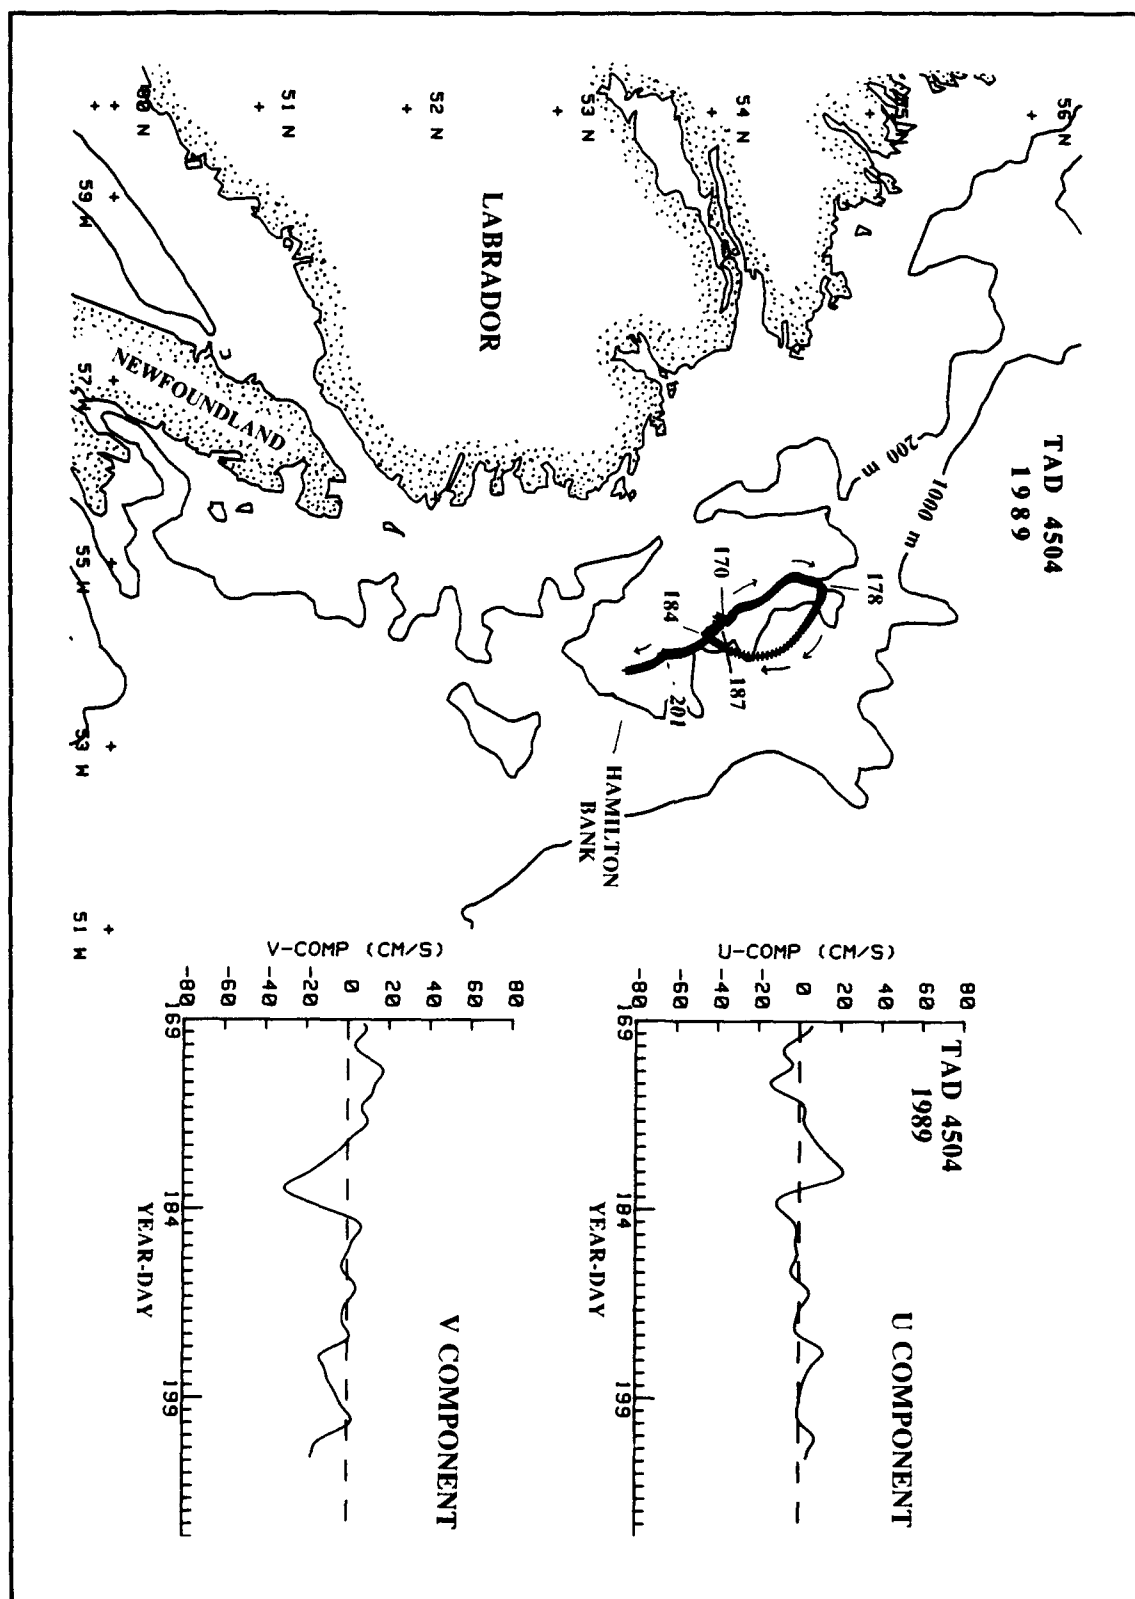 TAD 4504
1989
56 N
54 N
53 N
52 N
51 N
59 W
57 W
55 W
53 W
51 W
LABRADOR
NEWFOUNDLAND
200 m
1000 m
178
170
184
187
201
HAMILTON
BANK
TAD 4504
1989
U COMPONENT
U-COMP (CM/S)
80
60
40
20
0
-20
-40
-60
-80
169
184
199
YEAR-DAY
V COMPONENT
V-COMP (CM/S)
80
60
40
20
0
-20
-40
-60
-80
169
184
199
YEAR-DAY